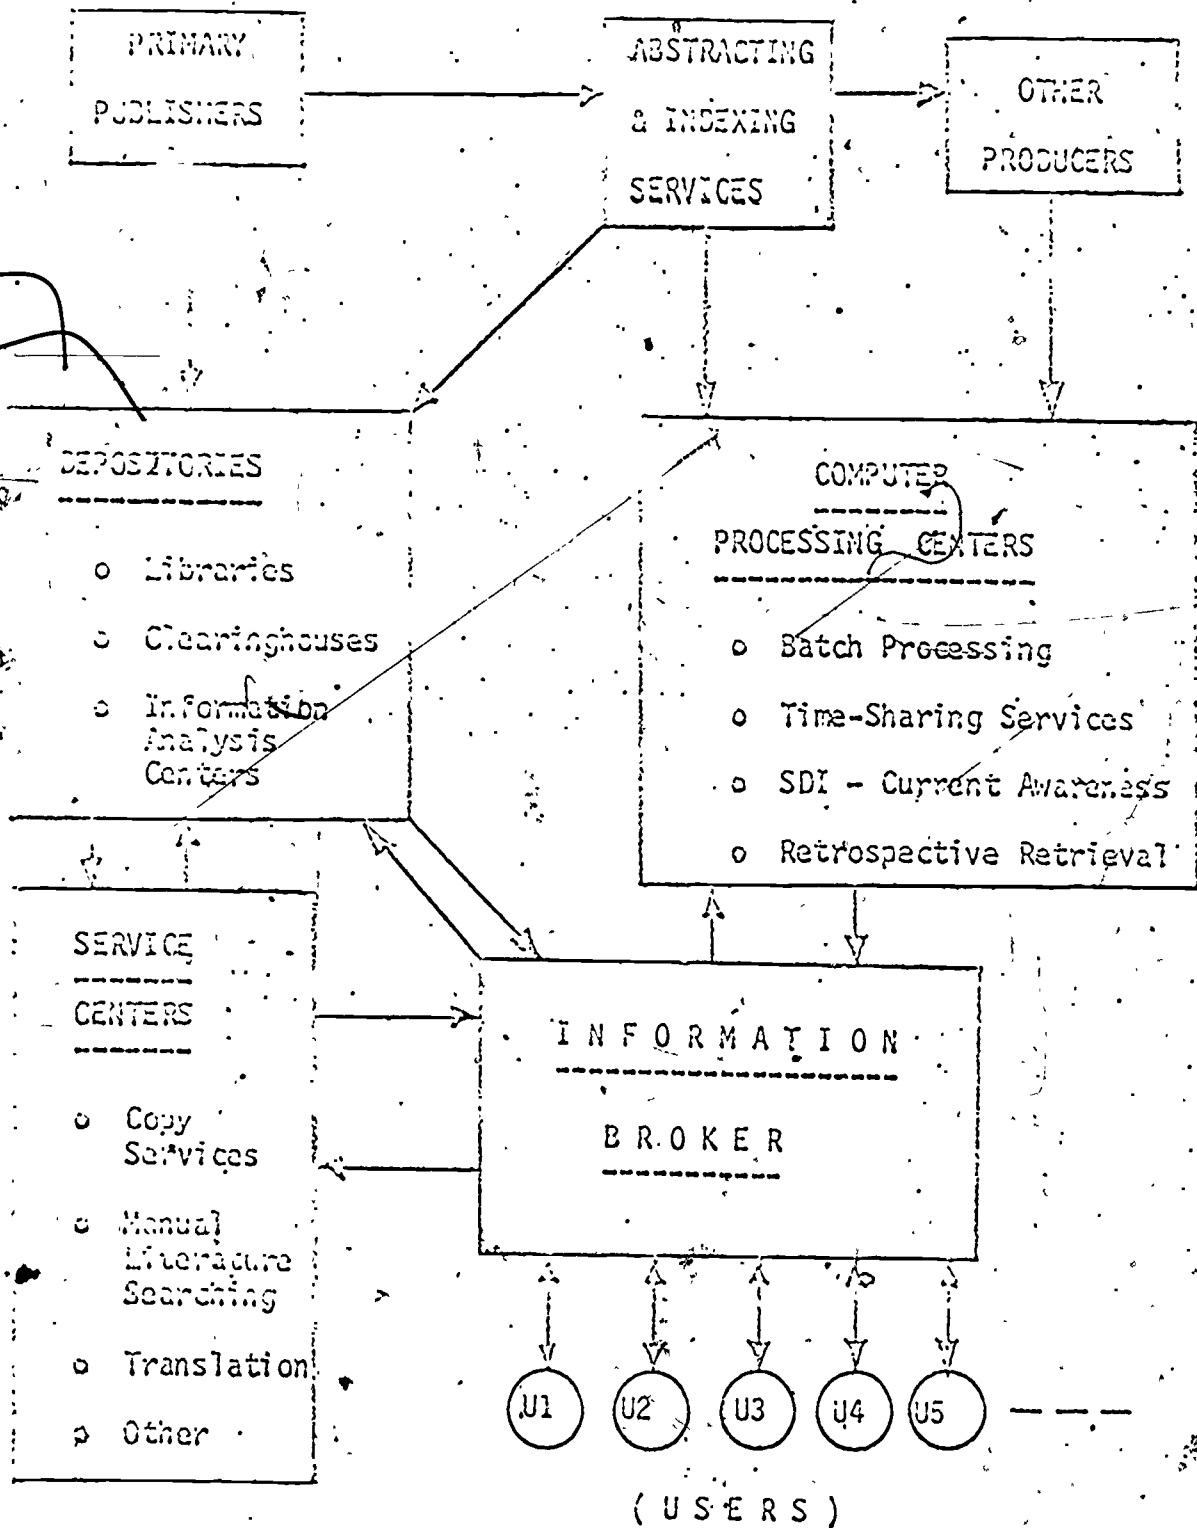 PRIMARY
PUBLISHERS
ABSTRACTING
& INDEXING
SERVICES
OTHER
PRODUCERS
DEPOSITORIES
o Libraries
o Clearinghouses
o Information
Analysis
Centers
COMPUTER
PROCESSING CENTERS
o Batch Processing
o Time-Sharing Services
o SDI - Current Awareness
o Retrospective Retrieval
SERVICE
CENTERS
o Copy
Services
o Manual
Literature
Searching
o Translation
o Other
INFORMATION
BROKER
U1 U2 U3 U4 U5
(USERS)